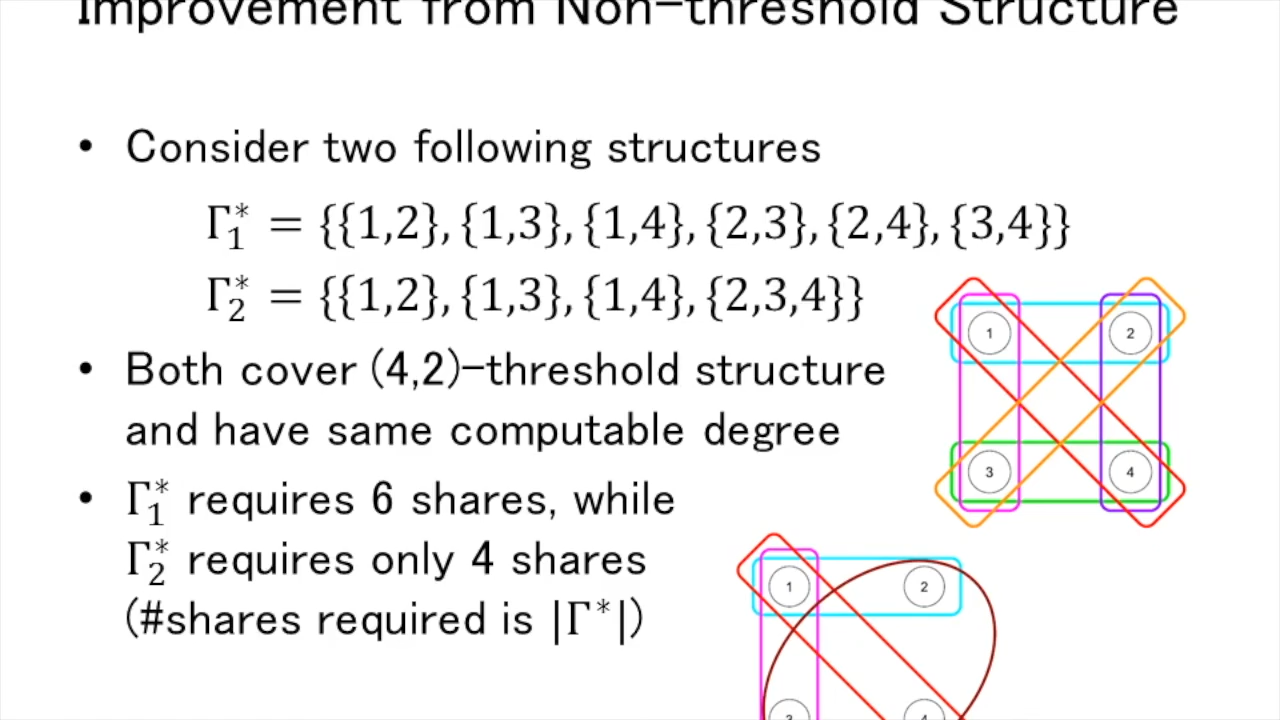 Improvement from Non-threshold Structure
• Consider two following structures
Γ₁* = {{1,2}, {1,3}, {1,4}, {2,3}, {2,4}, {3,4}}
Γ₂* = {{1,2}, {1,3}, {1,4}, {2,3,4}}
• Both cover (4,2)-threshold structure
and have same computable degree
• Γ₁* requires 6 shares, while
Γ₂* requires only 4 shares
(#shares required is |Γ*|)
1 2
3 4
1 2
3 4